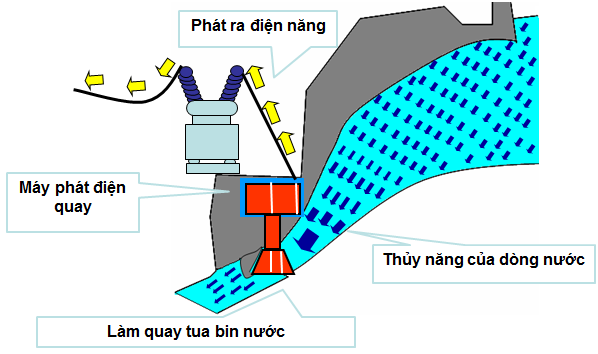 Phát ra điện năng
Máy phát điện
quay
Thủy năng của dòng nước
Làm quay tua bin nước